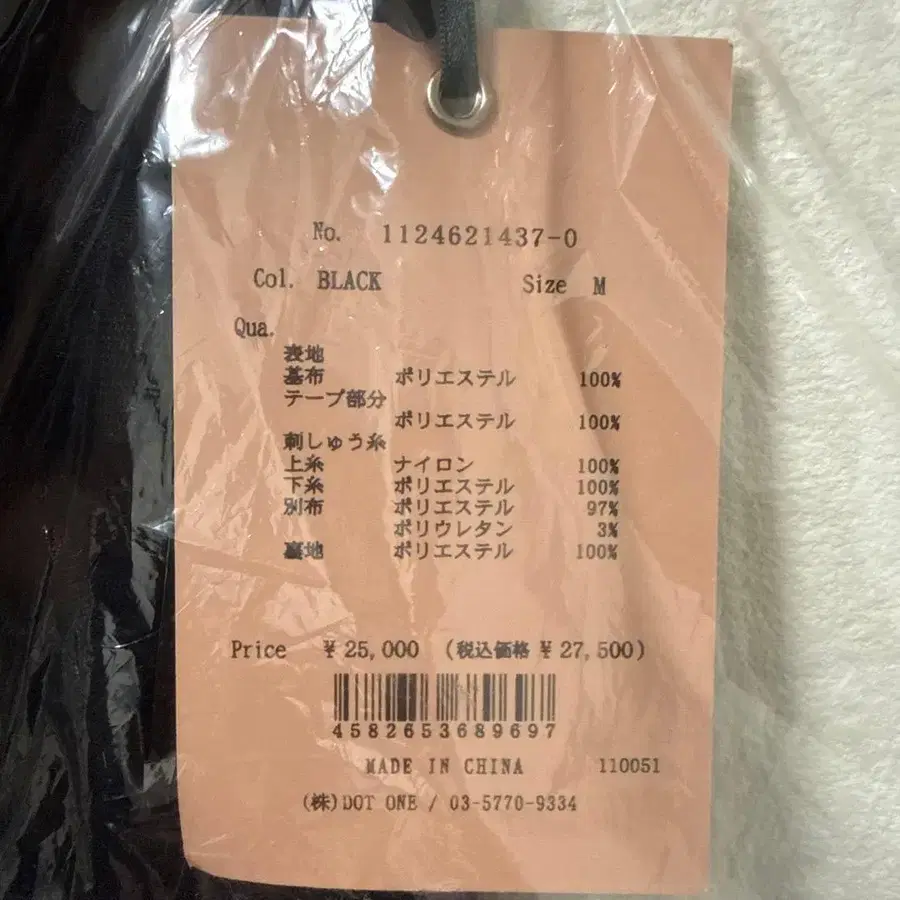 No. 1124621437-0
Col. BLACK Size M
Qua.
表地
基布 ポリエステル 100%
テープ部分
ポリエステル 100%
刺しゅう糸
上糸 ナイロン 100%
下糸 ポリエステル 100%
別布 ポリエステル 97%
ポリウレタン 3%
裏地 ポリエステル 100%
Price ¥25,000 (税込価格 ¥27,500)
4582653689697
MADE IN CHINA 110051
(株)DOT ONE / 03-5770-9334